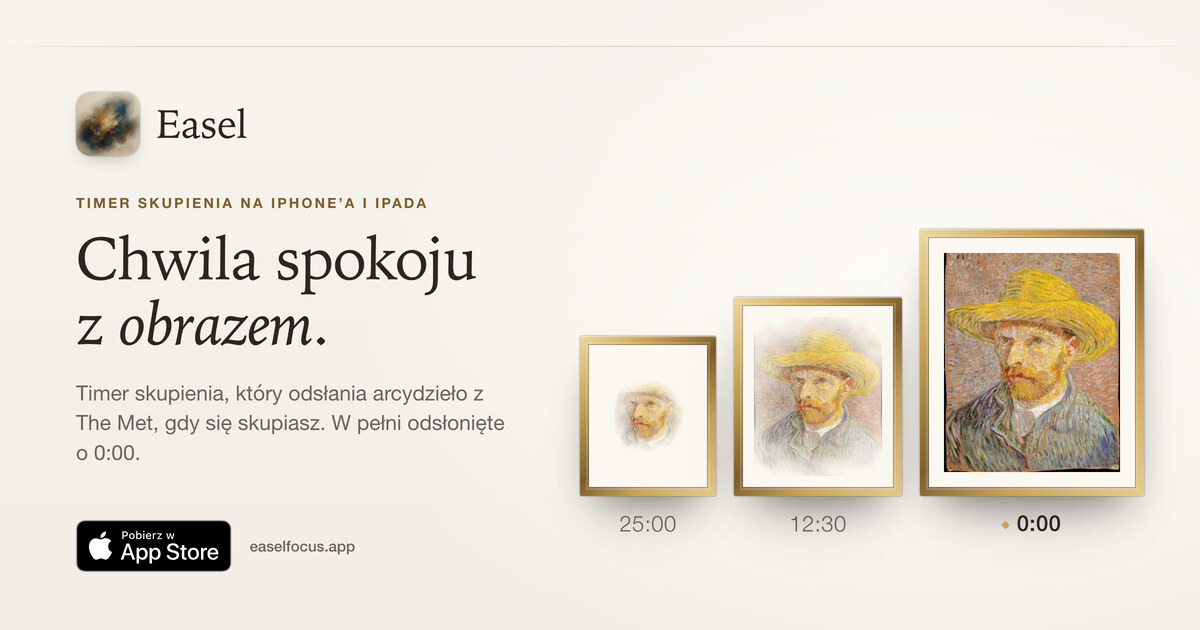 Easel
TIMER SKUPIENIA NA IPHONE’A I IPADA
Chwila spokoju
z obrazem.
Timer skupienia, który odsłania arcydzieło z
The Met, gdy się skupiasz. W pełni odsłonięte
o 0:00.
Pobierz w
App Store
easelfocus.app
25:00
12:30
0:00